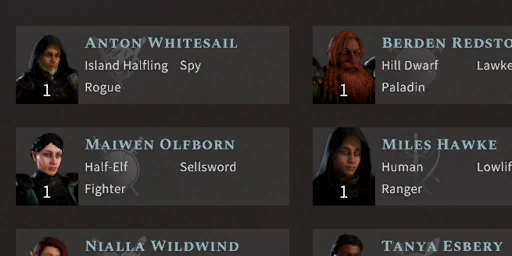 ANTON WHITESAIL
Island Halfling Spy
Rogue
1
BERDEN REDSTO
Hill Dwarf Lawke
Paladin
1
MAIWEN OLFBORN
Half-Elf Sellsword
Fighter
1
MILES HAWKE
Human Lowlif
Ranger
1
NIALLA WILDWIND
TANYA ESBERY